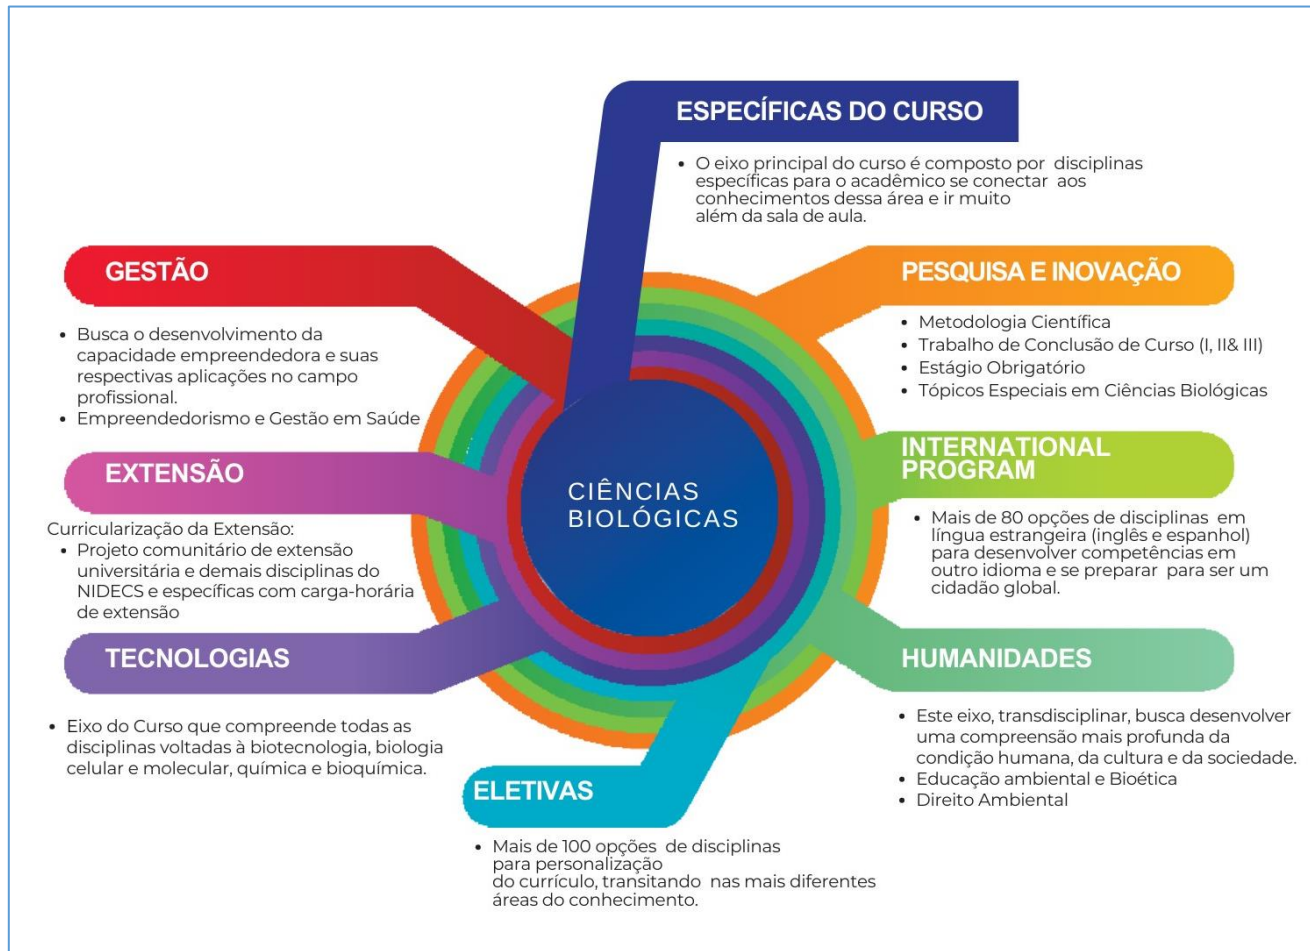 ESPECÍFICAS DO CURSO
• O eixo principal do curso é composto por disciplinas
específicas para o acadêmico se conectar aos
conhecimentos dessa área e ir muito
além da sala de aula.
GESTÃO
• Busca o desenvolvimento da
capacidade empreendedora e suas
respectivas aplicações no campo
profissional.
• Empreendedorismo e Gestão em Saúde
PESQUISA E INOVAÇÃO
• Metodologia Científica
• Trabalho de Conclusão de Curso (I, II& III)
• Estágio Obrigatório
• Tópicos Especiais em Ciências Biológicas
EXTENSÃO
Curricularização da Extensão:
• Projeto comunitário de extensão
universitária e demais disciplinas do
NIDECS e específicas com carga-horária
de extensão
CIÊNCIAS
BIOLÓGICAS
INTERNATIONAL
PROGRAM
• Mais de 80 opções de disciplinas em
língua estrangeira (inglês e espanhol)
para desenvolver competências em
outro idioma e se preparar para ser um
cidadão global.
TECNOLOGIAS
• Eixo do Curso que compreende todas as
disciplinas voltadas à biotecnologia, biologia
celular e molecular, química e bioquímica.
HUMANIDADES
• Este eixo, transdisciplinar, busca desenvolver
uma compreensão mais profunda da
condição humana, da cultura e da sociedade.
• Educação ambiental e Bioética
• Direito Ambiental
ELETIVAS
• Mais de 100 opções de disciplinas
para personalização
do currículo, transitando nas mais diferentes
áreas do conhecimento.